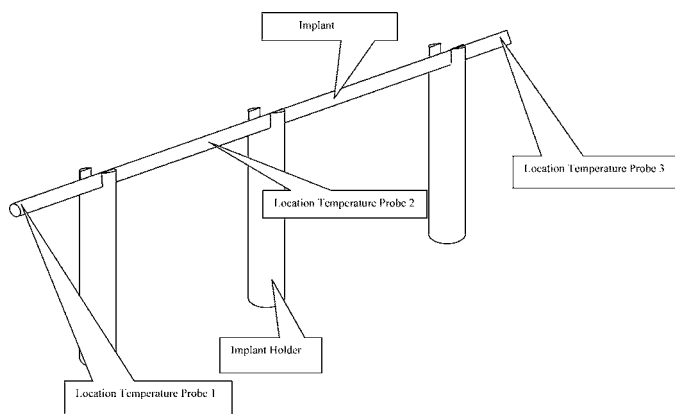 Implant
Location Temperature Probe 3
Location Temperature Probe 2
Implant Holder
Location Temperature Probe 1